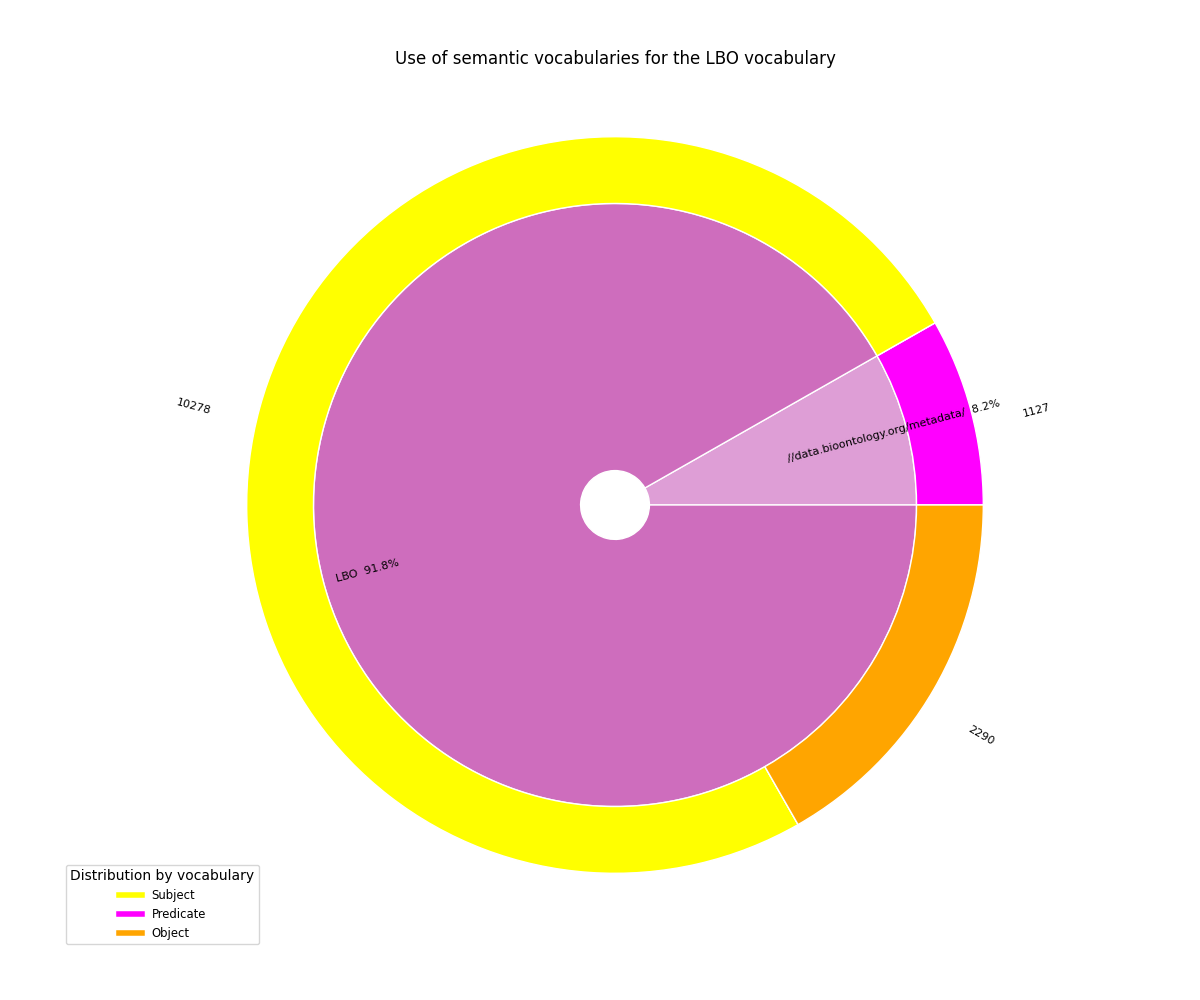 Use of semantic vocabularies for the LBO vocabulary
10278
//data.bioontology.org/metadata/  8.2%
1127
LBO  91.8%
2290
Distribution by vocabulary
Subject
Predicate
Object